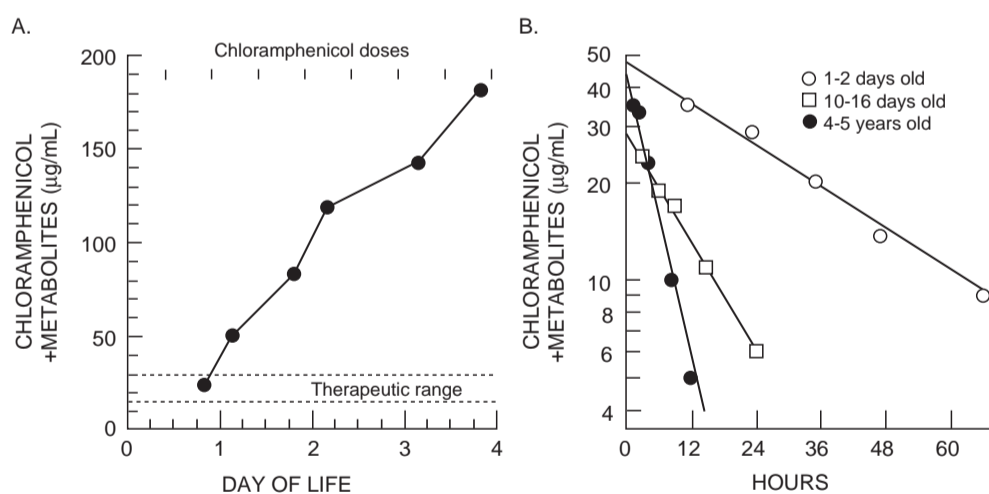 A.
Chloramphenicol doses
200
150
100
50
0
CHLORAMPHENICOL
+METABOLITES (µg/mL)
Therapeutic range
0 1 2 3 4
DAY OF LIFE
B.
50
40
30
20
10
8
6
4
CHLORAMPHENICOL
+METABOLITES (µg/mL)
1-2 days old
10-16 days old
4-5 years old
0 12 24 36 48 60
HOURS